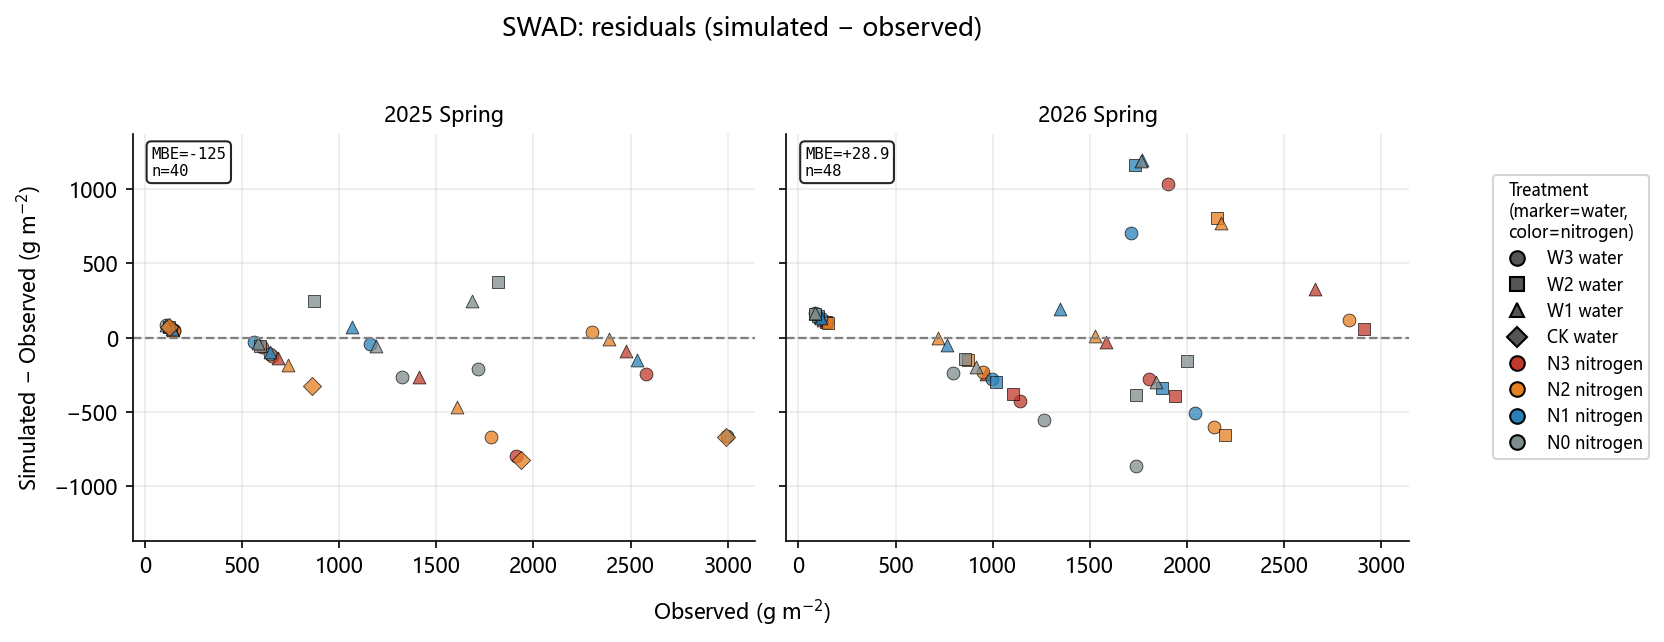 SWAD: residuals (simulated − observed)
2025 Spring
2026 Spring
MBE=-125
n=40
MBE=+28.9
n=48
Simulated − Observed (g m⁻²)
1000
500
0
−500
−1000
0 500 1000 1500 2000 2500 3000
0 500 1000 1500 2000 2500 3000
Observed (g m⁻²)
Treatment
(marker=water,
color=nitrogen)
W3 water
W2 water
W1 water
CK water
N3 nitrogen
N2 nitrogen
N1 nitrogen
N0 nitrogen